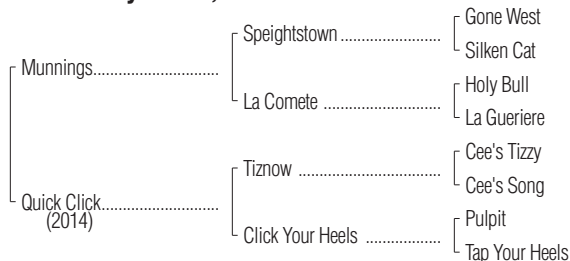 Gone West
Speightstown ......................
Silken Cat
Munnings............................
Holy Bull
La Comete ..........................
La Gueriere
Cee's Tizzy
Tiznow ................................
Cee's Song
Quick Click..........................
(2014)
Pulpit
Click Your Heels .................
Tap Your Heels